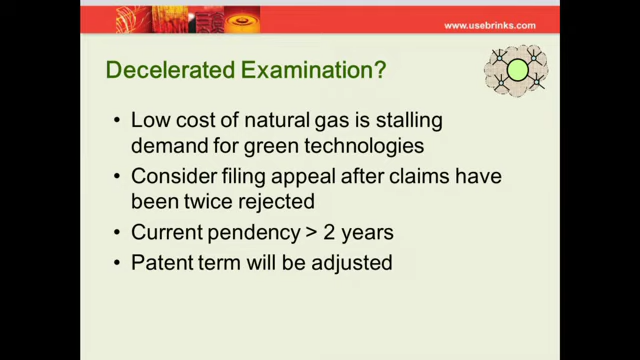 www.usebrinks.com
Decelerated Examination?
• Low cost of natural gas is stalling
demand for green technologies
• Consider filing appeal after claims have
been twice rejected
• Current pendency > 2 years
• Patent term will be adjusted